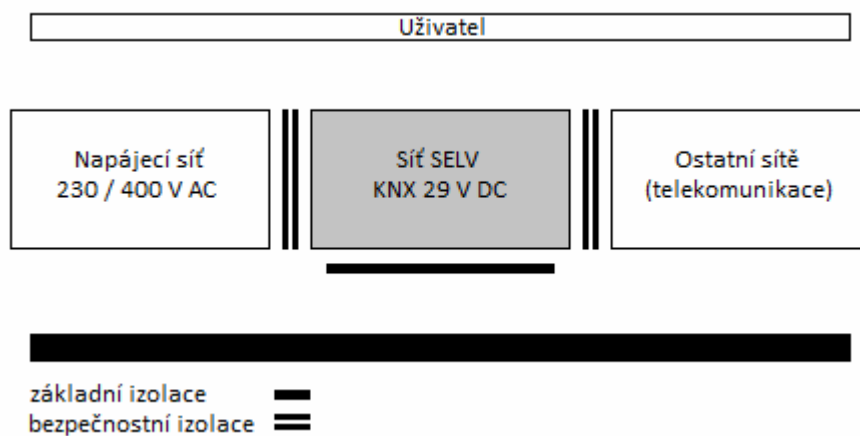 Uživatel
Napájecí síť
230 / 400 V AC
Síť SELV
KNX 29 V DC
Ostatní sítě
(telekomunikace)
základní izolace
bezpečnostní izolace